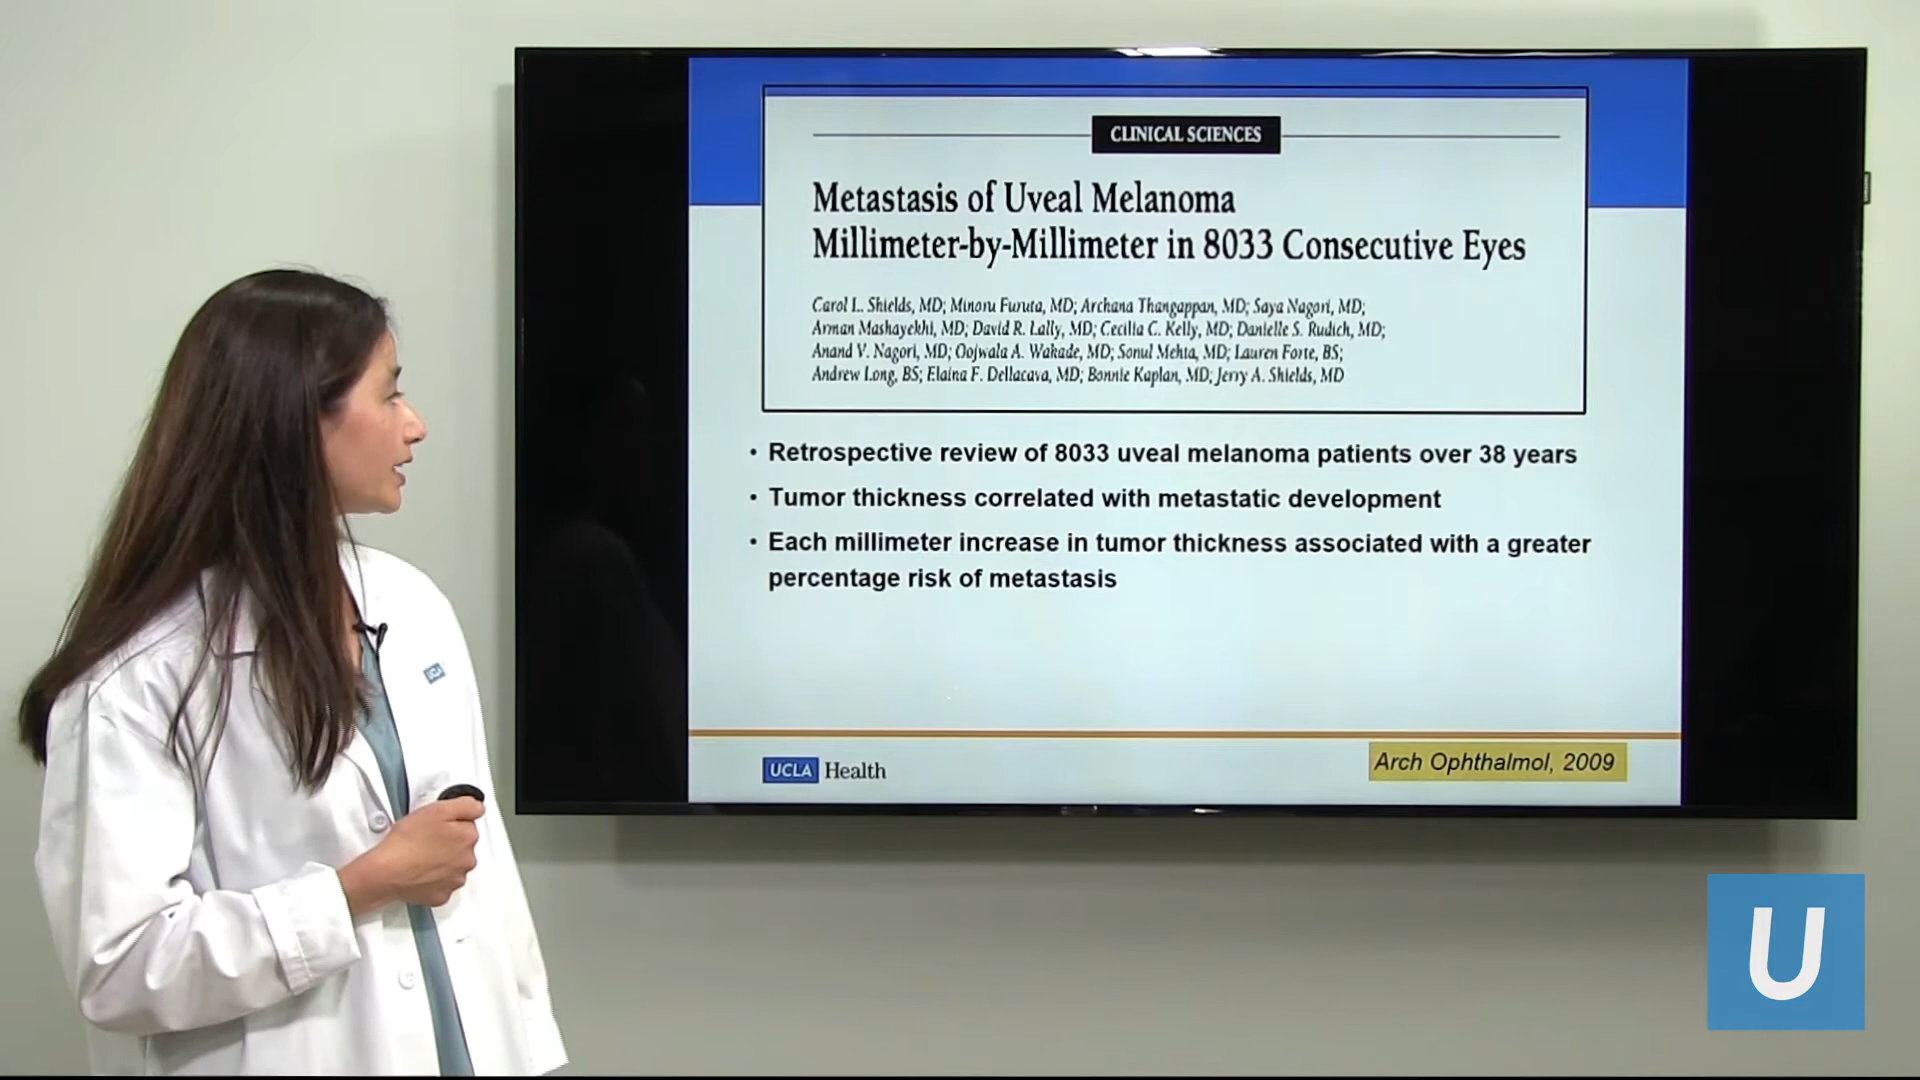 CLINICAL SCIENCES
Metastasis of Uveal Melanoma
Millimeter-by-Millimeter in 8033 Consecutive Eyes
Carol L. Shields, MD; Minoru Furuta, MD; Archana Thangappan, MD; Saya Nagori, MD;
Arman Mashayekhi, MD; David R. Lally, MD; Cecilia C. Kelly, MD; Danielle S. Rudich, MD;
Anand V. Nagori, MD; Oojwala A. Wakade, MD; Sonul Mehta, MD; Lauren Forte, BS;
Andrew Long, BS; Elaina F. Dellacava, MD; Bonnie Kaplan, MD; Jerry A. Shields, MD
• Retrospective review of 8033 uveal melanoma patients over 38 years
• Tumor thickness correlated with metastatic development
• Each millimeter increase in tumor thickness associated with a greater
percentage risk of metastasis
UCLA Health
Arch Ophthalmol, 2009
UCLA
U